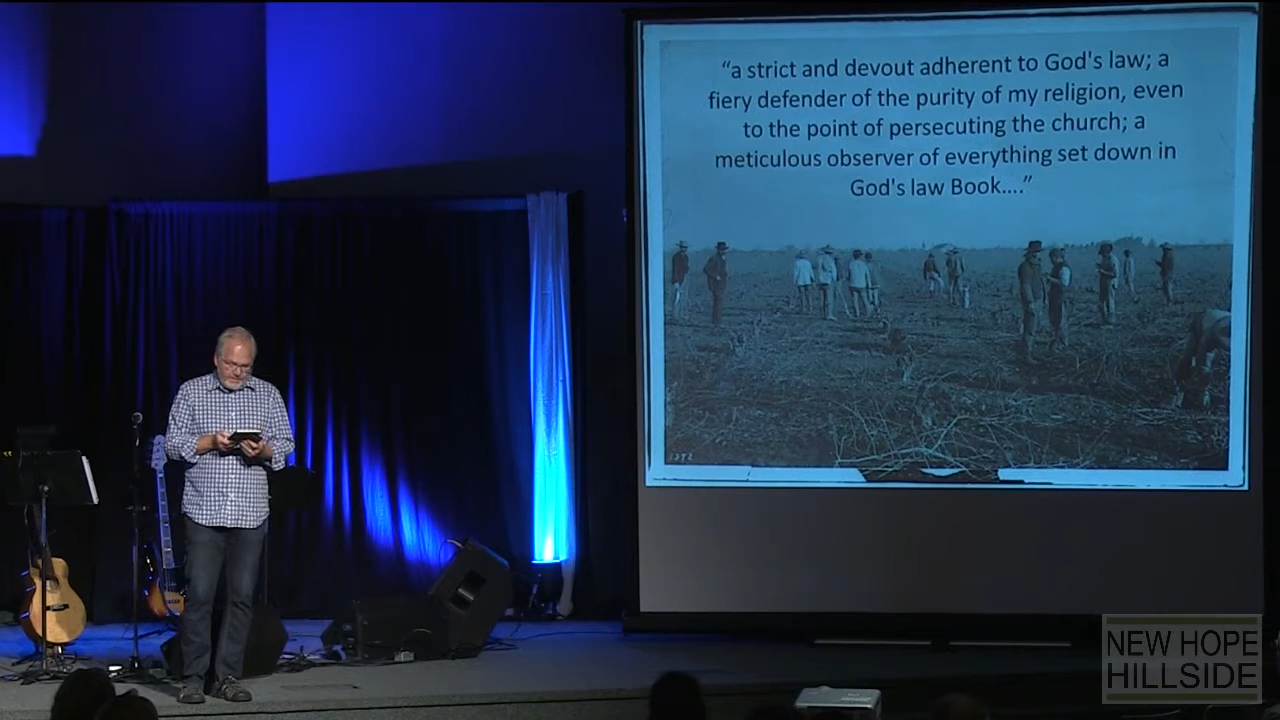 “a strict and devout adherent to God's law; a
fiery defender of the purity of my religion, even
to the point of persecuting the church; a
meticulous observer of everything set down in
God's law Book....”
1392
NEW HOPE
HILLSIDE